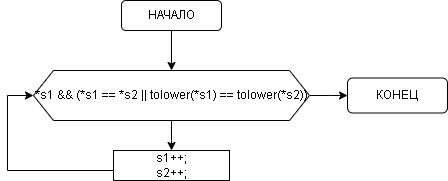 НАЧАЛО
*s1 && (*s1 == *s2 || tolower(*s1) == tolower(*s2))
КОНЕЦ
s1++;
s2++;